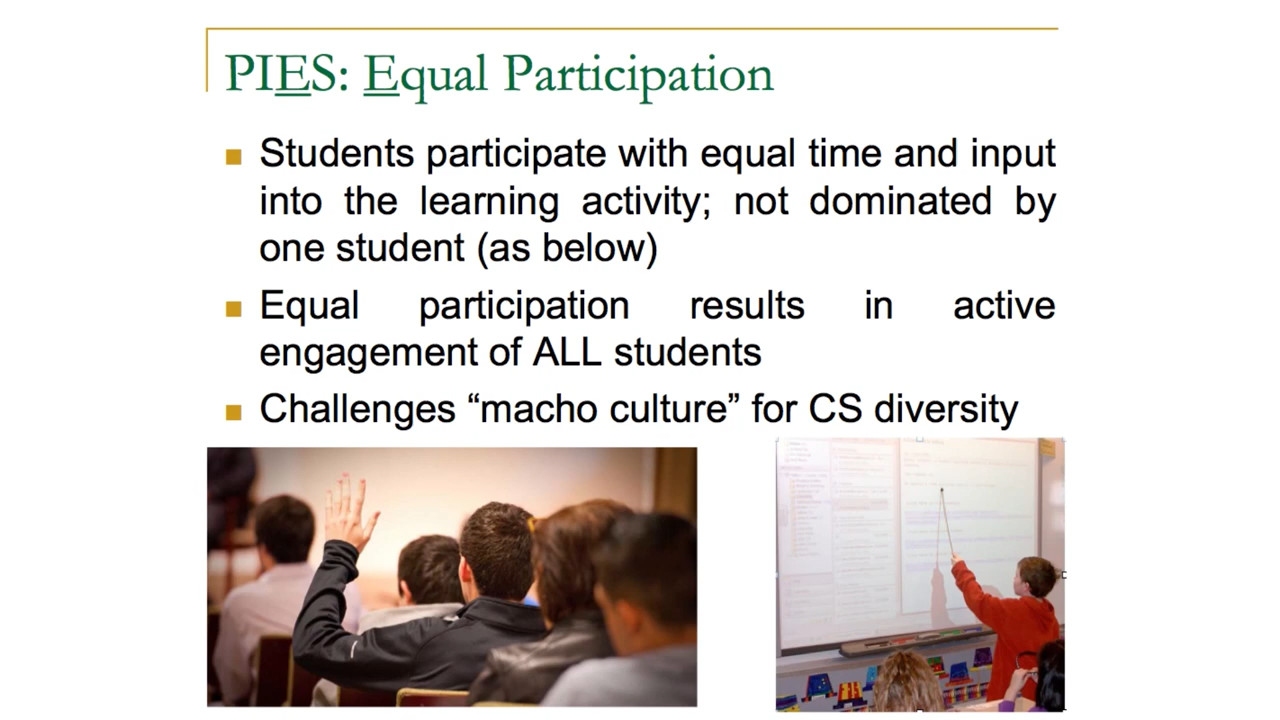 PIES: Equal Participation
Students participate with equal time and input
into the learning activity; not dominated by
one student (as below)
Equal participation results in active
engagement of ALL students
Challenges “macho culture” for CS diversity